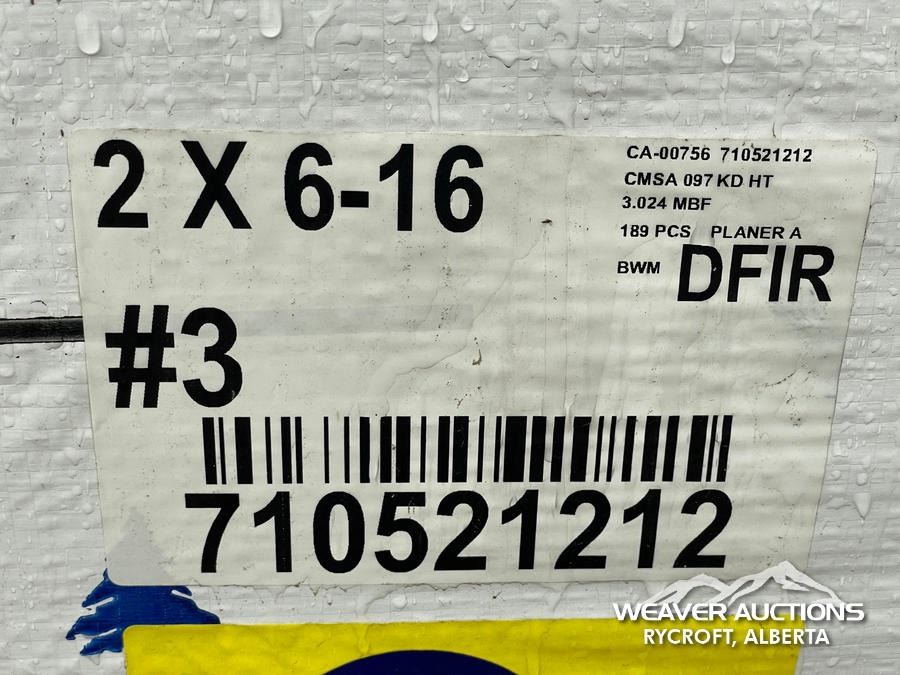 2 X 6-16
CA-00756 710521212
CMSA 097 KD HT
3.024 MBF
189 PCS PLANER A
BWM DFIR
#3
710521212
WEAVER AUCTIONS
RYCROFT, ALBERTA